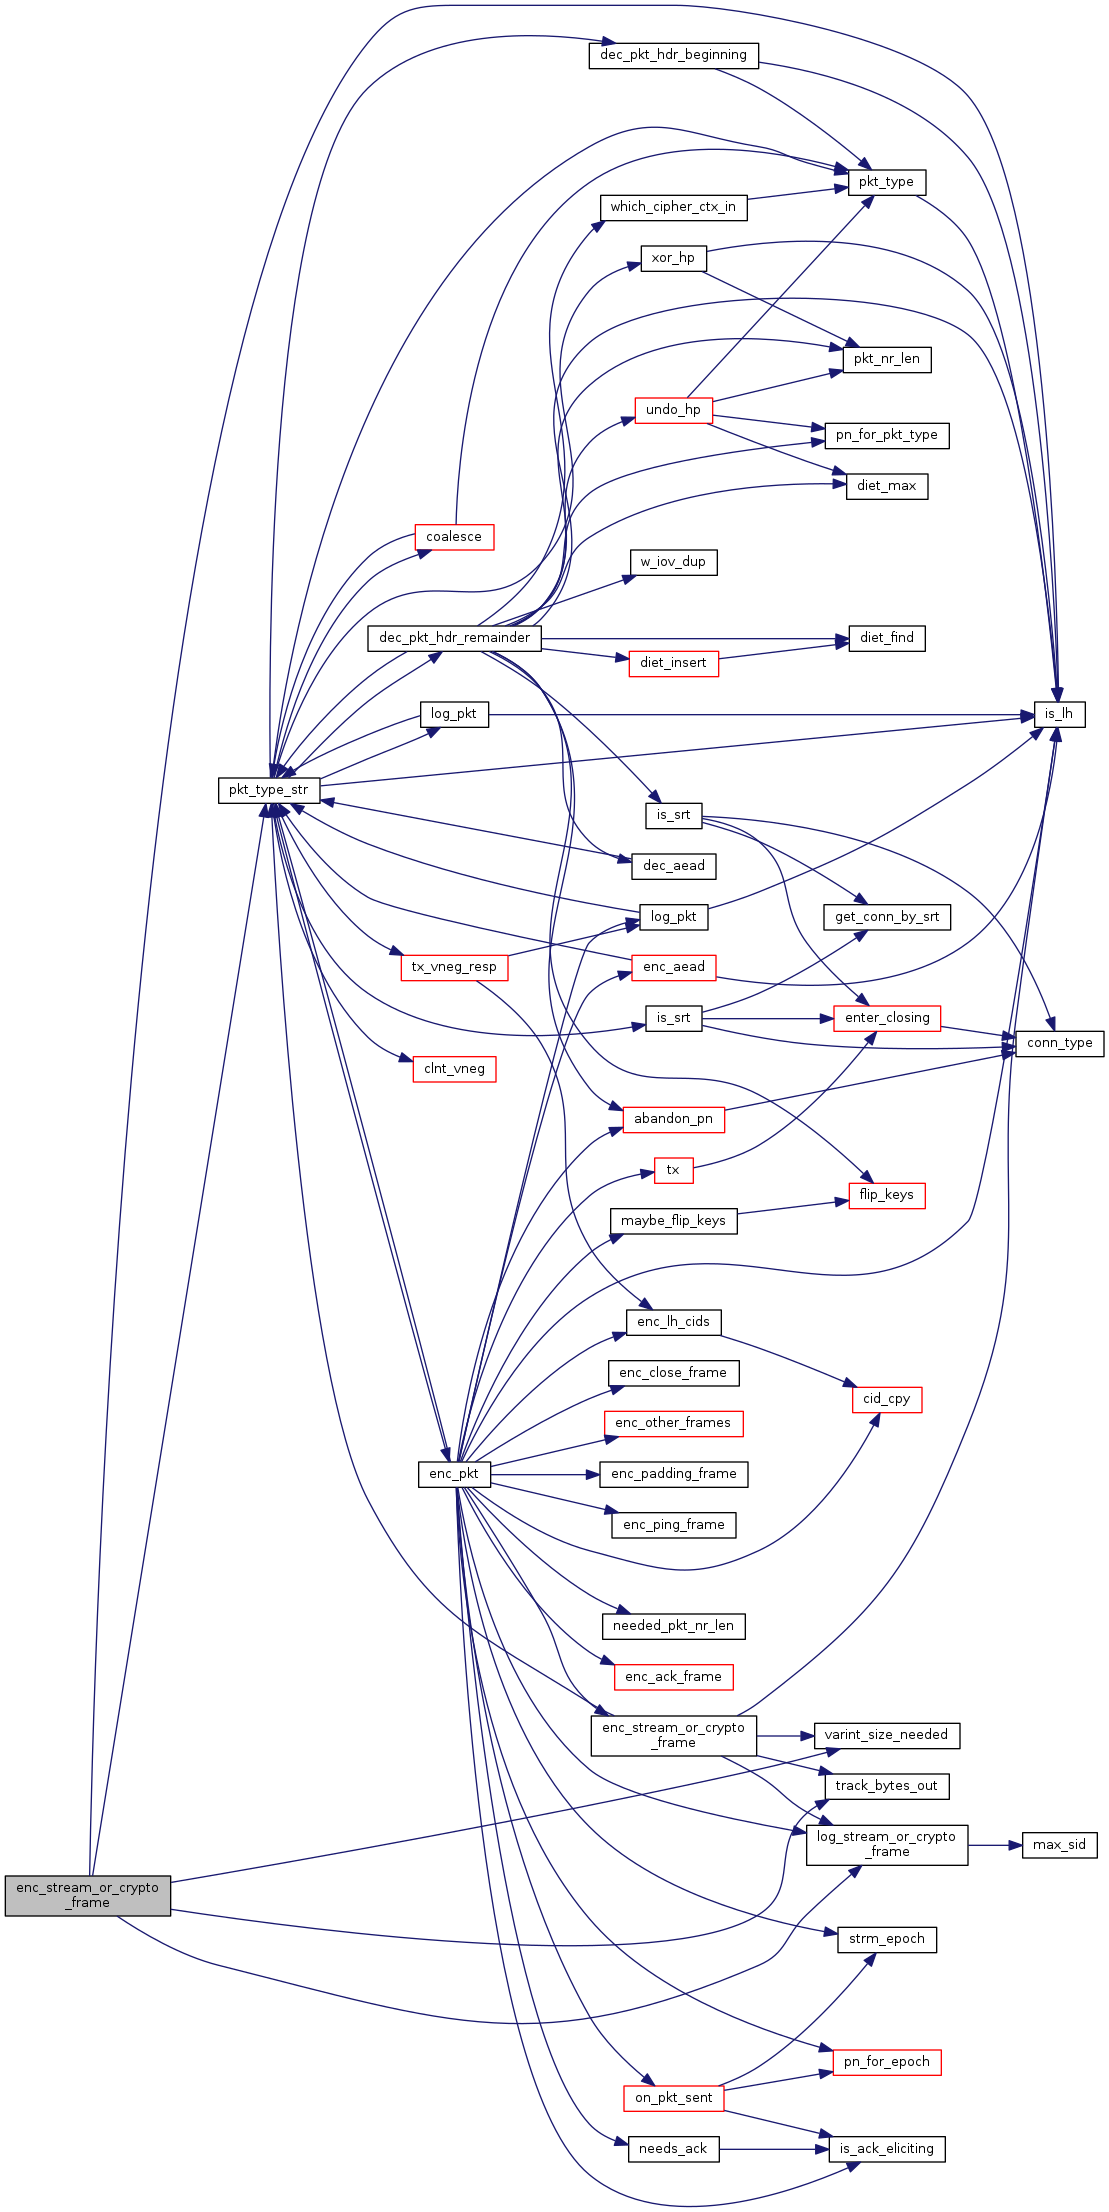 dec_pkt_hdr_beginning
pkt_type
which_cipher_ctx_in
xor_hp
pkt_nr_len
undo_hp
pn_for_pkt_type
diet_max
coalesce
w_iov_dup
dec_pkt_hdr_remainder
diet_find
diet_insert
log_pkt
is_lh
pkt_type_str
is_srt
dec_aead
log_pkt
get_conn_by_srt
tx_vneg_resp
enc_aead
is_srt
enter_closing
conn_type
clnt_vneg
abandon_pn
tx
flip_keys
maybe_flip_keys
enc_lh_cids
enc_close_frame
cid_cpy
enc_other_frames
enc_pkt
enc_padding_frame
enc_ping_frame
needed_pkt_nr_len
enc_ack_frame
enc_stream_or_crypto
_frame
varint_size_needed
track_bytes_out
log_stream_or_crypto
_frame
max_sid
enc_stream_or_crypto
_frame
strm_epoch
pn_for_epoch
on_pkt_sent
needs_ack
is_ack_eliciting